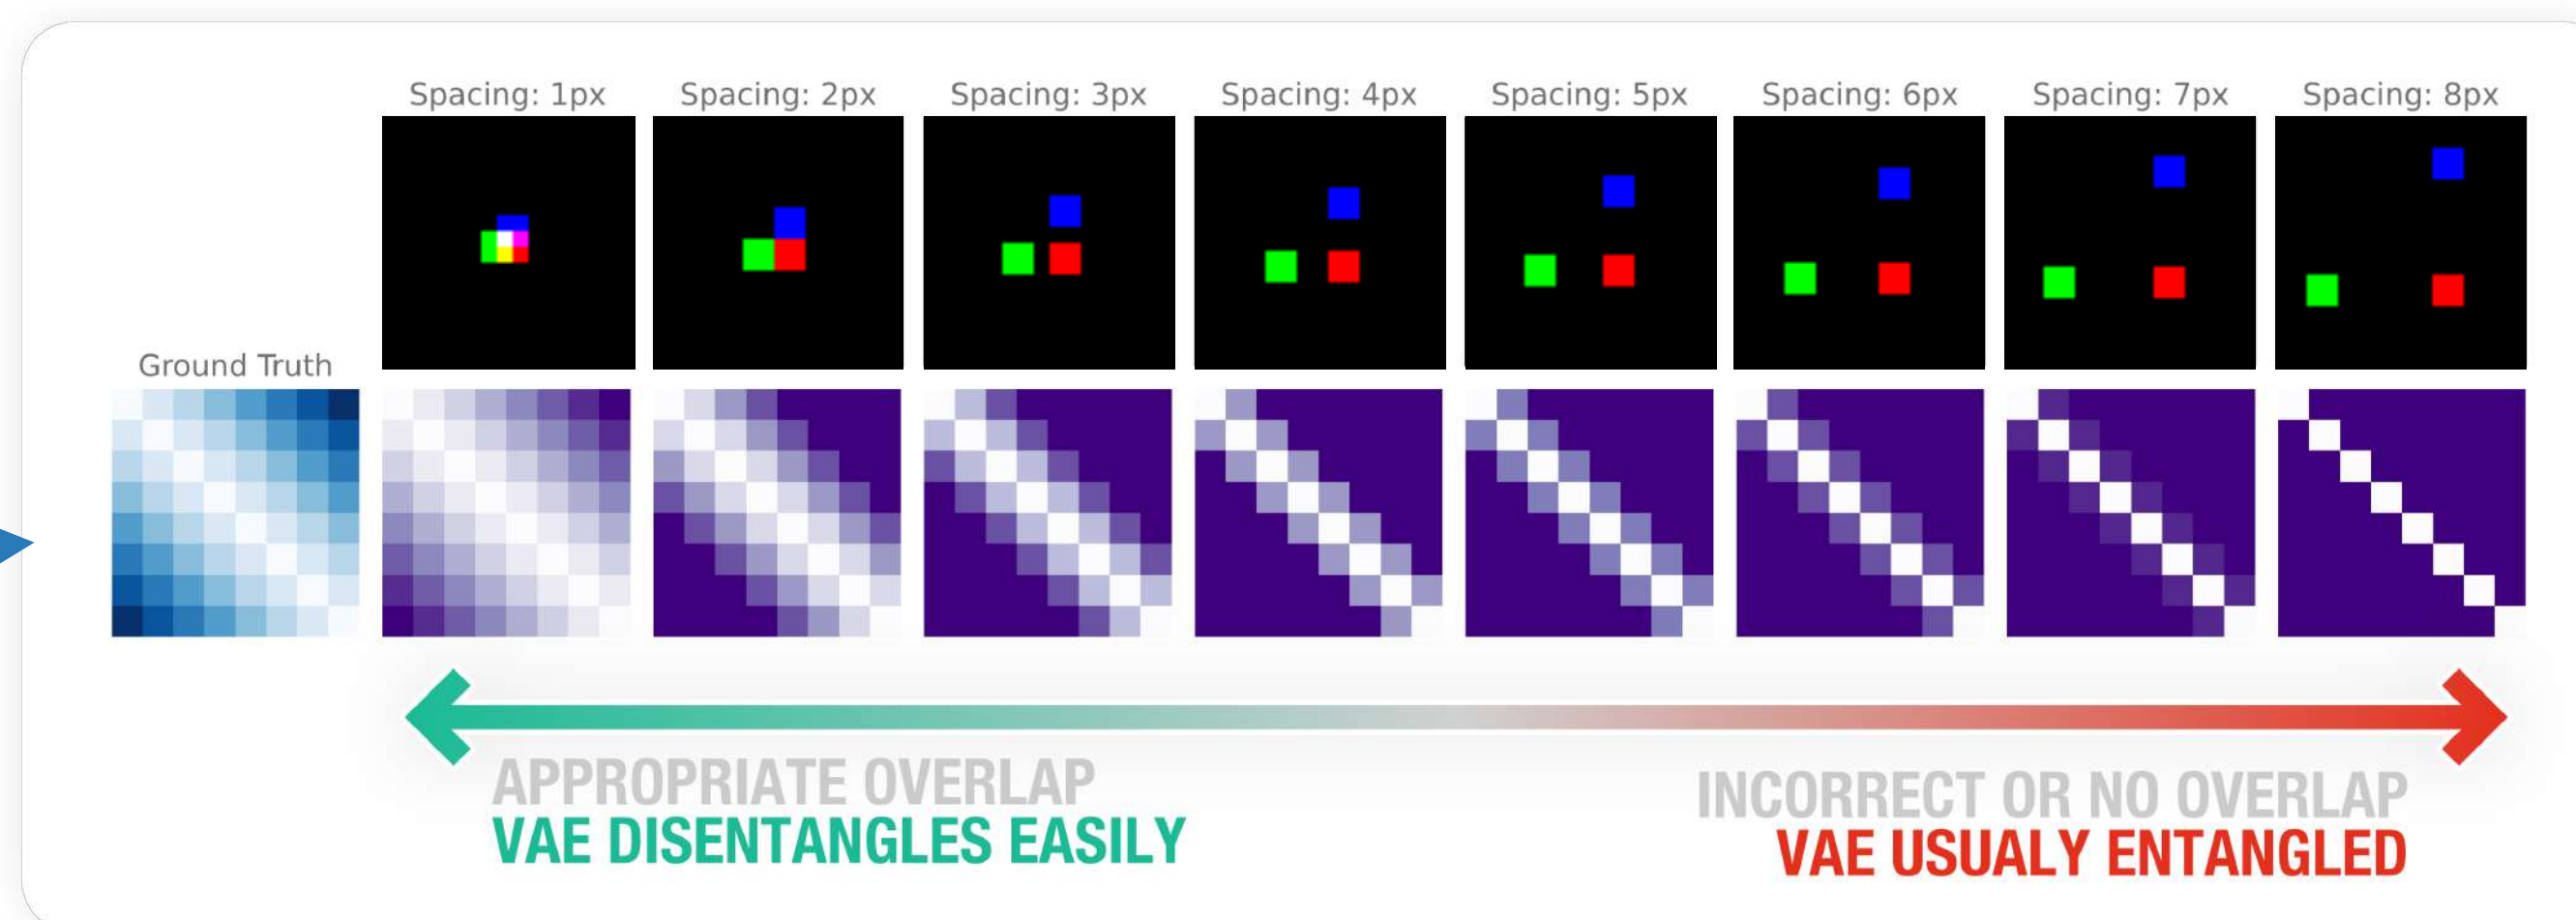 Spacing: 1px
Spacing: 2px
Spacing: 3px
Spacing: 4px
Spacing: 5px
Spacing: 6px
Spacing: 7px
Spacing: 8px
Ground Truth
APPROPRIATE OVERLAP
VAE DISENTANGLES EASILY
INCORRECT OR NO OVERLAP
VAE USUALY ENTANGLED